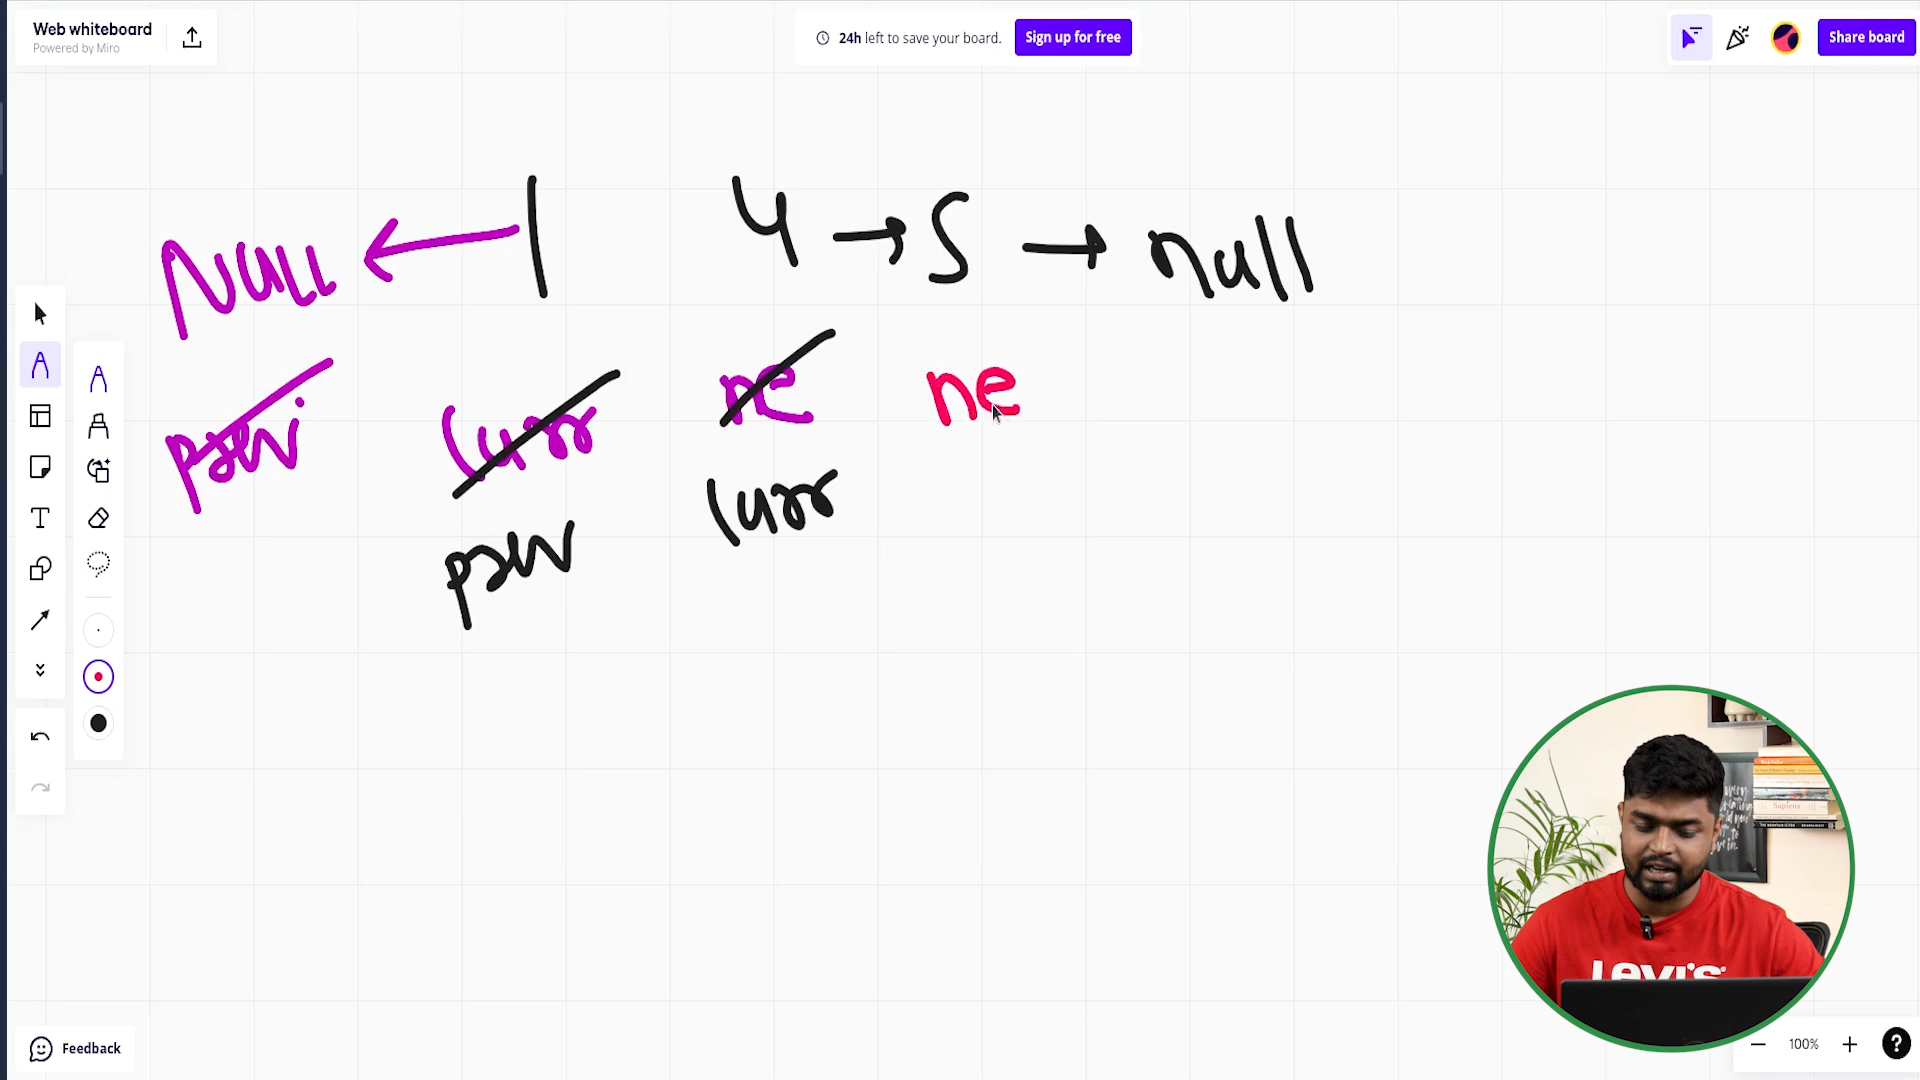 Web whiteboard
Powered by Miro
24h left to save your board.
Sign up for free
Share board
NULL ← 1 4 → 5 → null
prev curr ne ne
prev curr
T
Sapiens
Levi's
Feedback
− 100% + ?